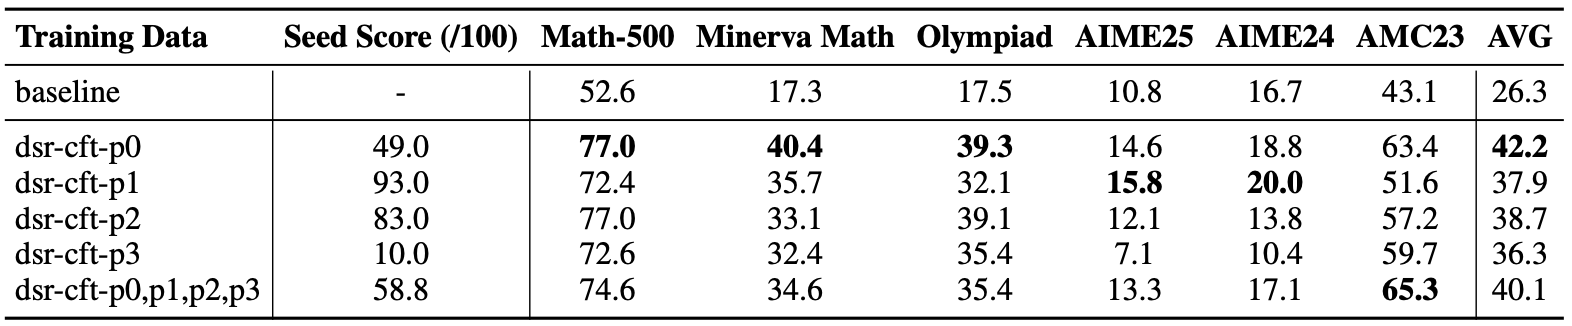 Training Data Seed Score (/100) Math-500 Minerva Math Olympiad AIME25 AIME24 AMC23 AVG
baseline - 52.6 17.3 17.5 10.8 16.7 43.1 26.3
dsr-cft-p0 49.0 77.0 40.4 39.3 14.6 18.8 63.4 42.2
dsr-cft-p1 93.0 72.4 35.7 32.1 15.8 20.0 51.6 37.9
dsr-cft-p2 83.0 77.0 33.1 39.1 12.1 13.8 57.2 38.7
dsr-cft-p3 10.0 72.6 32.4 35.4 7.1 10.4 59.7 36.3
dsr-cft-p0,p1,p2,p3 58.8 74.6 34.6 35.4 13.3 17.1 65.3 40.1